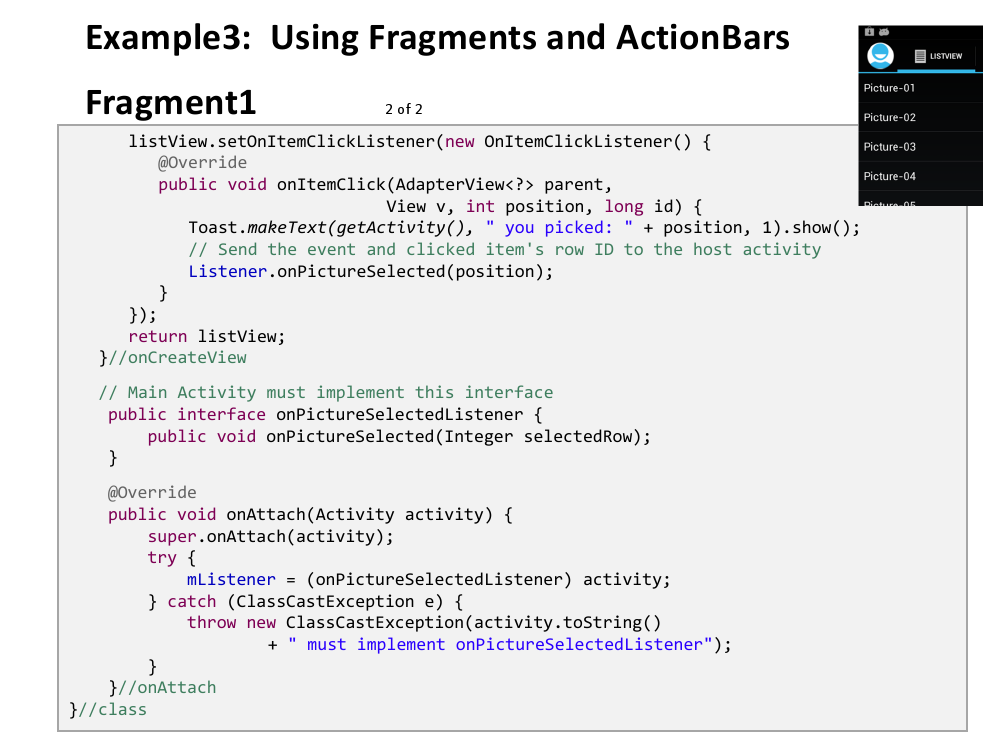 Example3: Using Fragments and ActionBars
Fragment1
2 of 2
LISTVIEW
Picture-01
Picture-02
Picture-03
Picture-04
Picture-05
listView.setOnItemClickListener(new OnItemClickListener() {
@Override
public void onItemClick(AdapterView<?> parent,
View v, int position, long id) {
Toast.makeText(getActivity(), " you picked: " + position, 1).show();
// Send the event and clicked item's row ID to the host activity
Listener.onPictureSelected(position);
}
});
return listView;
}//onCreateView
// Main Activity must implement this interface
public interface onPictureSelectedListener {
public void onPictureSelected(Integer selectedRow);
}
@Override
public void onAttach(Activity activity) {
super.onAttach(activity);
try {
mListener = (onPictureSelectedListener) activity;
} catch (ClassCastException e) {
throw new ClassCastException(activity.toString()
+ " must implement onPictureSelectedListener");
}
}//onAttach
}//class